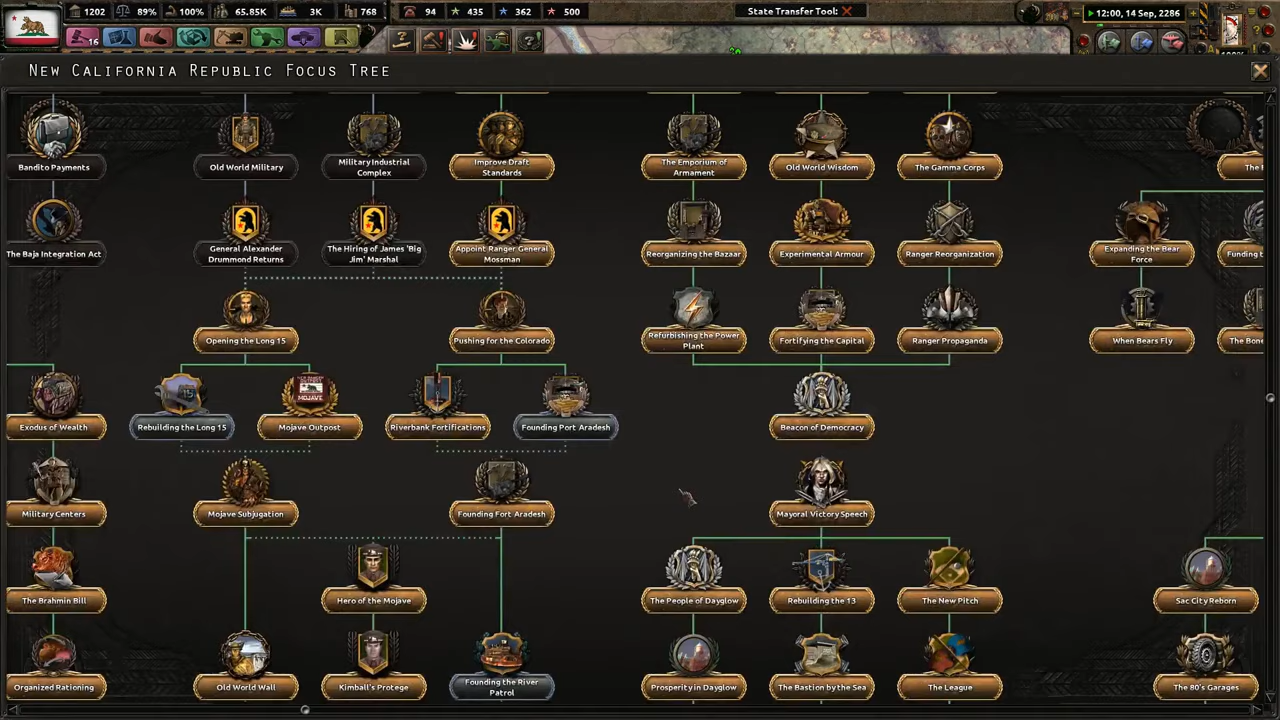 1202
89%
100%
65.85K
3K
768
94
435
362
500
State Transfer Tool:
12:00, 14 Sep, 2286
16
New California Republic Focus Tree
Bandito Payments
Old World Military
Military Industrial
Complex
Improve Draft
Standards
The Emporium of
Armament
Old World Wisdom
The Gamma Corps
The Baja Integration Act
General Alexander
Drummond Returns
The Hiring of James 'Big
Jim' Marshal
Appoint Ranger General
Mossman
Reorganizing the Bazaar
Experimental Armour
Ranger Reorganization
Expanding the Bear
Force
Funding t
Opening the Long 15
Pushing for the Colorado
Refurbishing the Power
Plant
Fortifying the Capital
Ranger Propaganda
When Bears Fly
The Bone
Exodus of Wealth
Rebuilding the Long 15
Mojave Outpost
Riverbank Fortifications
Founding Port Aradesh
Beacon of Democracy
Military Centers
Mojave Subjugation
Founding Fort Aradesh
Mayoral Victory Speech
The Brahmin Bill
Hero of the Mojave
The People of Dayglow
Rebuilding the 13
The New Pitch
Sac City Reborn
Organized Rationing
Old World Wall
Kimball's Protege
Founding the River
Patrol
Prosperity in Dayglow
The Bastion by the Sea
The League
The 80's Garages